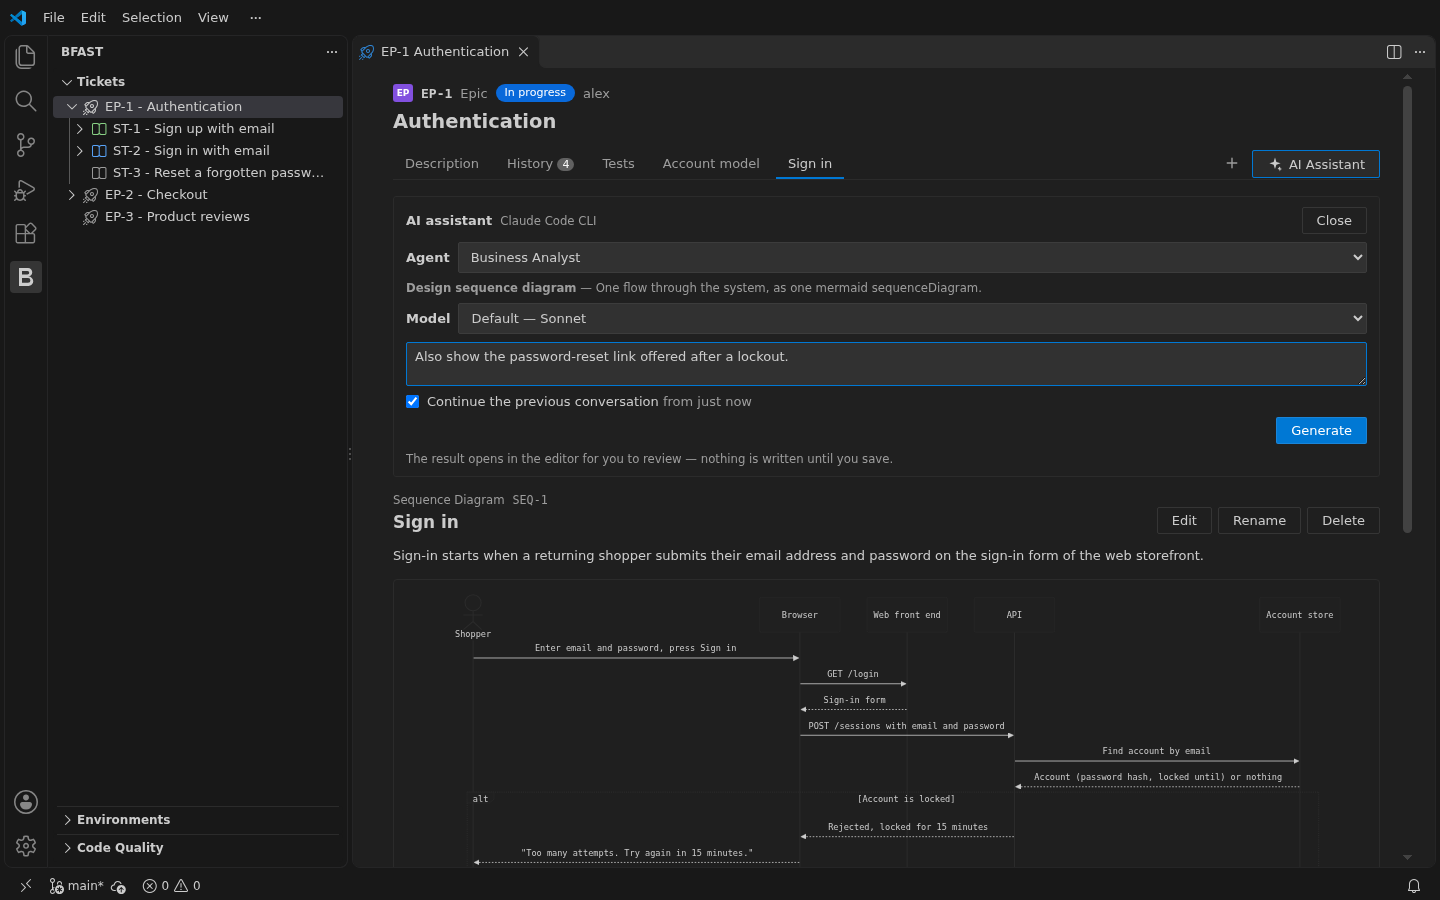 File Edit Selection View ···
BFAST
Tickets
EP-1 - Authentication
ST-1 - Sign up with email
ST-2 - Sign in with email
ST-3 - Reset a forgotten passw...
EP-2 - Checkout
EP-3 - Product reviews
B
Environments
Code Quality
EP-1 Authentication
EP EP-1 Epic In progress alex
Authentication
Description History 4 Tests Account model Sign in + AI Assistant
AI assistant Claude Code CLI Close
Agent Business Analyst
Design sequence diagram — One flow through the system, as one mermaid sequenceDiagram.
Model Default — Sonnet
Also show the password-reset link offered after a lockout.
Continue the previous conversation from just now
Generate
The result opens in the editor for you to review — nothing is written until you save.
Sequence Diagram SEQ-1
Sign in Edit Rename Delete
Sign-in starts when a returning shopper submits their email address and password on the sign-in form of the web storefront.
Browser Web front end API Account store
Shopper
Enter email and password, press Sign in
GET /login
Sign-in form
POST /sessions with email and password
Find account by email
Account (password hash, locked until) or nothing
alt [Account is locked]
Rejected, locked for 15 minutes
"Too many attempts. Try again in 15 minutes."
main* 0 0